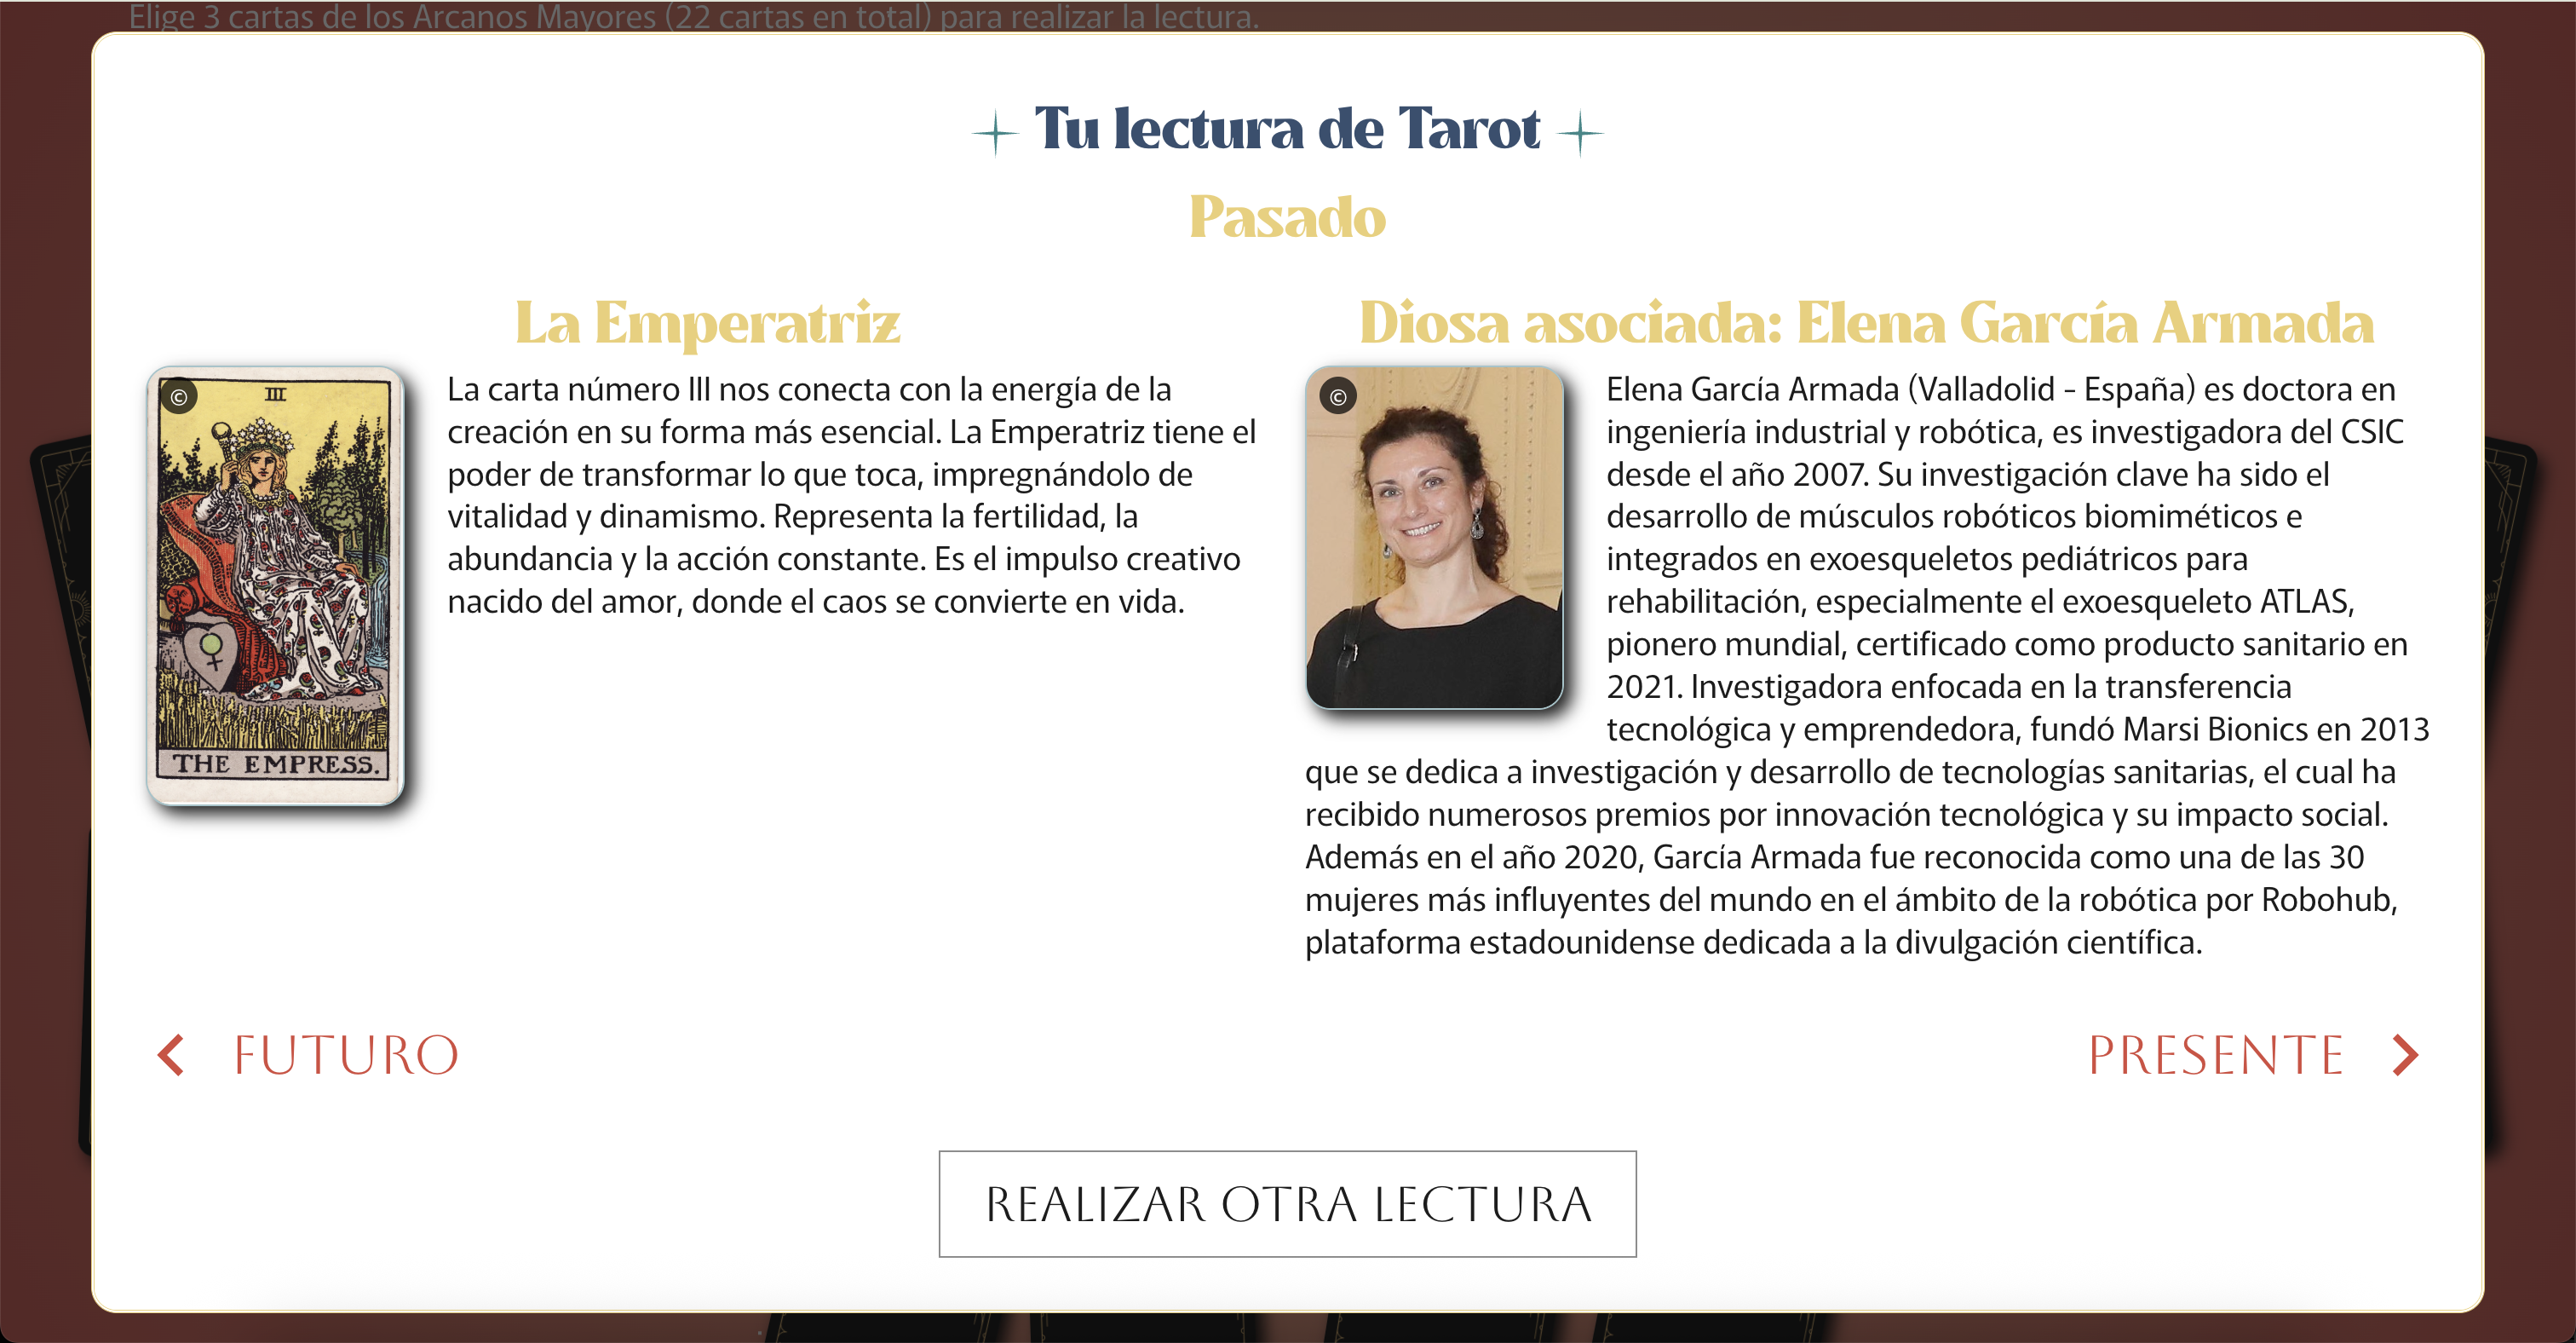 Elige 3 cartas de los Arcanos Mayores (22 cartas en total) para realizar la lectura.
Tu lectura de Tarot
Pasado
La Emperatriz
©
III
THE EMPRESS.
La carta número III nos conecta con la energía de la
creación en su forma más esencial. La Emperatriz tiene el
poder de transformar lo que toca, impregnándolo de
vitalidad y dinamismo. Representa la fertilidad, la
abundancia y la acción constante. Es el impulso creativo
nacido del amor, donde el caos se convierte en vida.
Diosa asociada: Elena García Armada
©
Elena García Armada (Valladolid - España) es doctora en
ingeniería industrial y robótica, es investigadora del CSIC
desde el año 2007. Su investigación clave ha sido el
desarrollo de músculos robóticos biomiméticos e
integrados en exoesqueletos pediátricos para
rehabilitación, especialmente el exoesqueleto ATLAS,
pionero mundial, certificado como producto sanitario en
2021. Investigadora enfocada en la transferencia
tecnológica y emprendedora, fundó Marsi Bionics en 2013
que se dedica a investigación y desarrollo de tecnologías sanitarias, el cual ha
recibido numerosos premios por innovación tecnológica y su impacto social.
Además en el año 2020, García Armada fue reconocida como una de las 30
mujeres más influyentes del mundo en el ámbito de la robótica por Robohub,
plataforma estadounidense dedicada a la divulgación científica.
FUTURO
PRESENTE
REALIZAR OTRA LECTURA